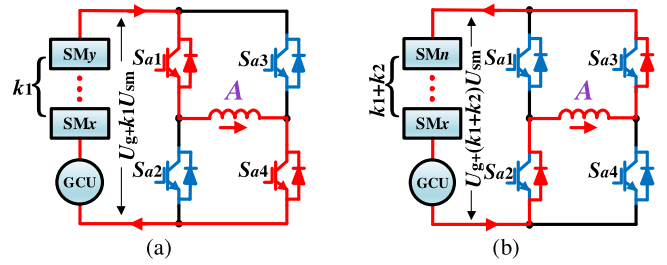 SMy
k1
SMx
GCU
Ug+k1Usm
Sa1
Sa3
A
Sa2
Sa4
(a)
SMn
k1+k2
SMx
GCU
Ug+(k1+k2)Usm
Sa1
Sa3
A
Sa2
Sa4
(b)